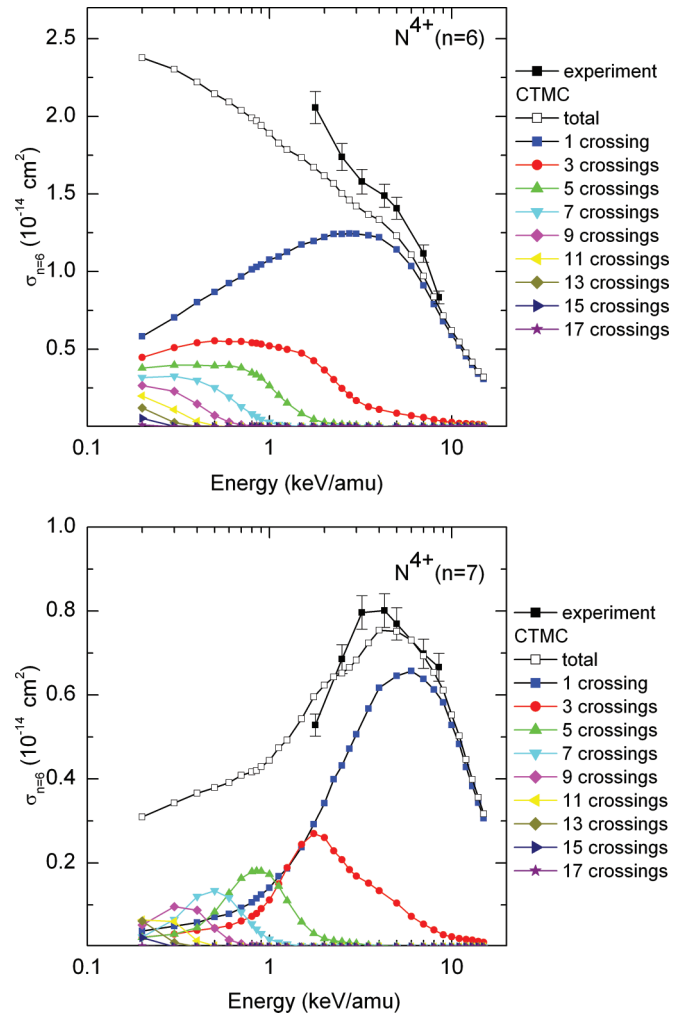 N4+(n=6)
2.5
2.0
1.5
1.0
0.5
σn=6 (10-14 cm2)
0.1
1
10
Energy (keV/amu)
experiment
CTMC
total
1 crossing
3 crossings
5 crossings
7 crossings
9 crossings
11 crossings
13 crossings
15 crossings
17 crossings
N4+(n=7)
1.0
0.8
0.6
0.4
0.2
σn=6 (10-14 cm2)
0.1
1
10
Energy (keV/amu)
experiment
CTMC
total
1 crossing
3 crossings
5 crossings
7 crossings
9 crossings
11 crossings
13 crossings
15 crossings
17 crossings